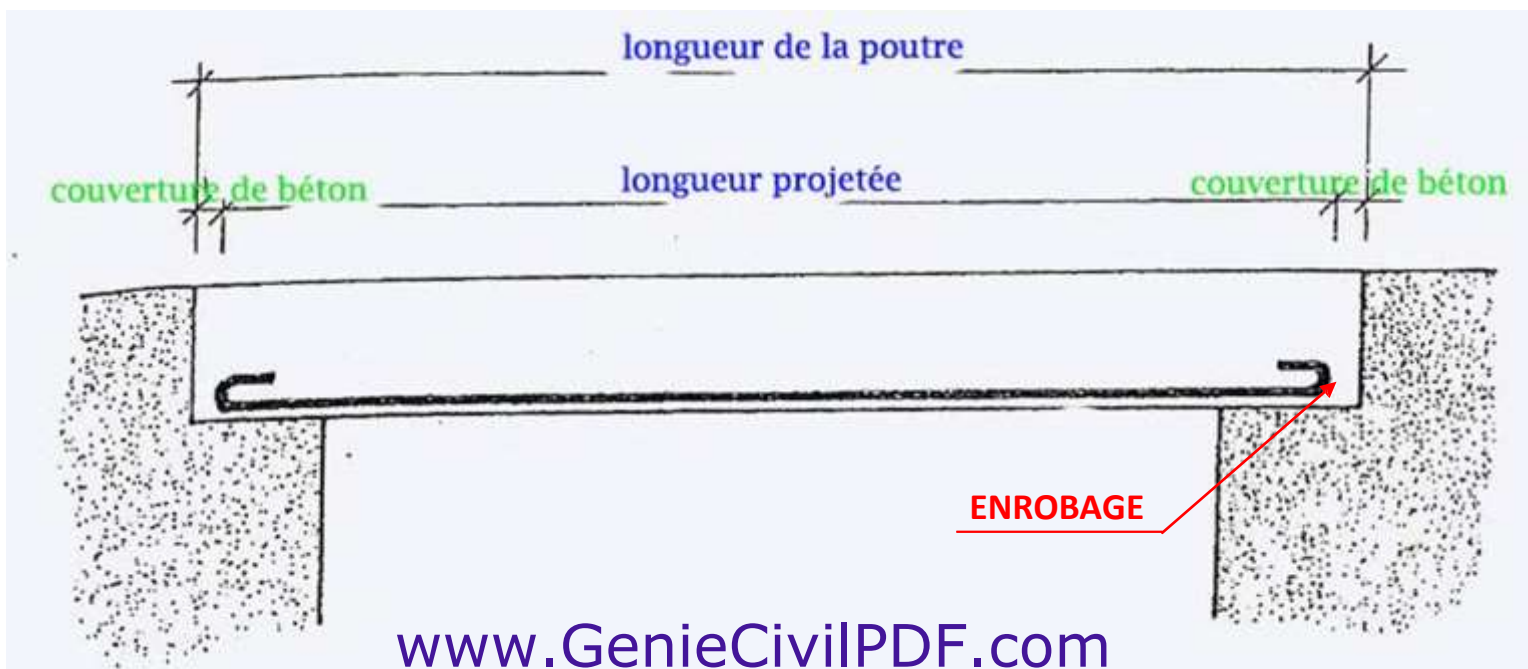 longueur de la poutre
couverture de béton
longueur projetée
couverture de béton
ENROBAGE
www.GenieCivilPDF.com